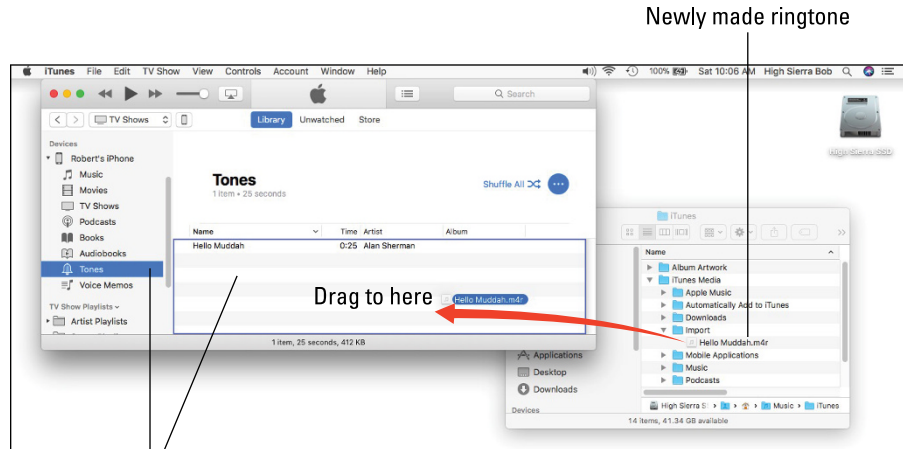 Newly made ringtone
iTunes File Edit TV Show View Controls Account Window Help
100% Sat 10:06 AM High Sierra Bob
Search
TV Shows
Library Unwatched Store
High Sierra SSD
Devices
Robert's iPhone
Music
Movies
TV Shows
Podcasts
Books
Audiobooks
Tones
Voice Memos
TV Show Playlists
Artist Playlists
Tones
1 item • 25 seconds
Shuffle All
Name Time Artist Album
Hello Muddah 0:25 Alan Sherman
Drag to here
Hello Muddah.m4r
1 item, 25 seconds, 412 KB
iTunes
Name
Album Artwork
iTunes Media
Apple Music
Automatically Add to iTunes
Downloads
Import
Hello Muddah.m4r
Mobile Applications
Music
Podcasts
Applications
Desktop
Downloads
Devices
High Sierra S Music iTunes
14 items, 41.34 GB available